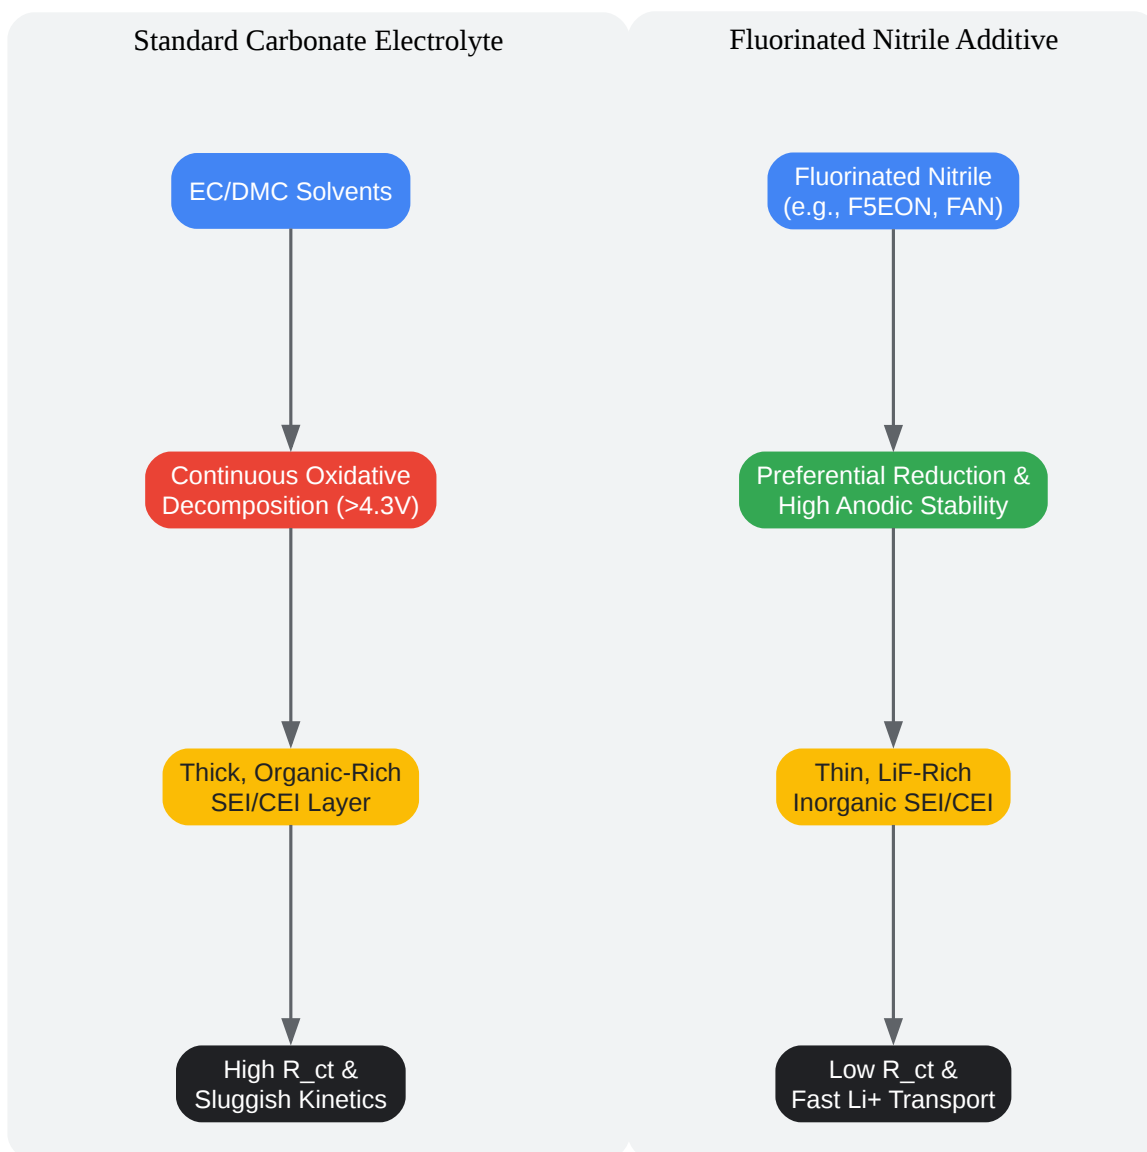 Standard Carbonate Electrolyte
EC/DMC Solvents
Continuous Oxidative
Decomposition (>4.3V)
Thick, Organic-Rich
SEI/CEI Layer
High R_ct &
Sluggish Kinetics
Fluorinated Nitrile Additive
Fluorinated Nitrile
(e.g., F5EON, FAN)
Preferential Reduction &
High Anodic Stability
Thin, LiF-Rich
Inorganic SEI/CEI
Low R_ct &
Fast Li+ Transport